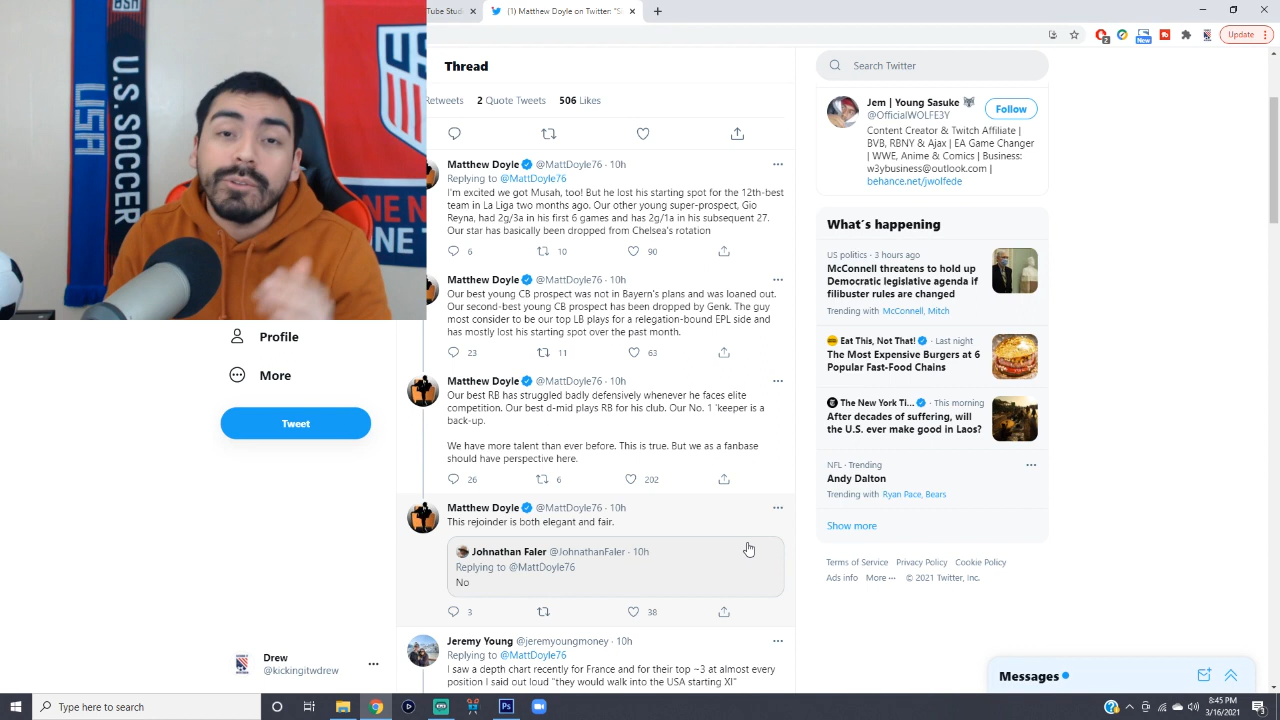 Tube Studi
(1) Matthew Doyle on Twitter: "S
Update
2
New
USA
U.S. SOCCER
Thread
Retweets 2 Quote Tweets 506 Likes
Matthew Doyle @MattDoyle76 · 10h
Replying to @MattDoyle76
I'm excited we got Musah, too! But he lost his starting spot for the 12th-best
team in La Liga two months ago. Our other young super-prospect, Gio
Reyna, had 2g/3a in his first 6 games and has 2g/1a in his subsequent 27.
Our star has basically been dropped from Chelsea's rotation
6 10 90
Matthew Doyle @MattDoyle76 · 10h
Our best young CB prospect was not in Bayern's plans and was loaned out.
Our second-best young CB prospect has been dropped by Genk. The guy
most consider to be our top LB plays for a relegation-bound EPL side and
has mostly lost his starting spot over the past month.
23 11 63
Matthew Doyle @MattDoyle76 · 10h
Our best RB has struggled badly defensively whenever he faces elite
competition. Our best d-mid plays RB for his club. Our No. 1 'keeper is a
back-up.
We have more talent than ever before. This is true. But we as a fanbase
should have perspective here.
26 6 202
Matthew Doyle @MattDoyle76 · 10h
This rejoinder is both elegant and fair.
Johnathan Faler @JohnathanFaler · 10h
Replying to @MattDoyle76
No
3 38
Jeremy Young @jeremyoungmoney · 10h
Replying to @MattDoyle76
I saw a depth chart recently for France and for their top ~3 at almost every
position I said out loud "they would walk into the USA starting XI"
Profile
More
Tweet
Drew
@kickingitwdrew
Search Twitter
Jem | Young Sasuke
@OfficialWOLFE3Y
Follow
Content Creator & Twitch Affiliate |
BVB, RBNY & Ajax | EA Game Changer
| WWE, Anime & Comics | Business:
w3ybusiness@outlook.com |
behance.net/jwolfede
What's happening
US politics · 3 hours ago
McConnell threatens to hold up
Democratic legislative agenda if
filibuster rules are changed
Trending with McConnell, Mitch
Eat This, Not That! · Last night
The Most Expensive Burgers at 6
Popular Fast-Food Chains
The New York Ti... · This morning
After decades of suffering, will
the U.S. ever make good in Laos?
NFL · Trending
Andy Dalton
Trending with Ryan Pace, Bears
Show more
Terms of Service Privacy Policy Cookie Policy
Ads info More ··· © 2021 Twitter, Inc.
Messages
Type here to search
Ps
8:45 PM
3/16/2021